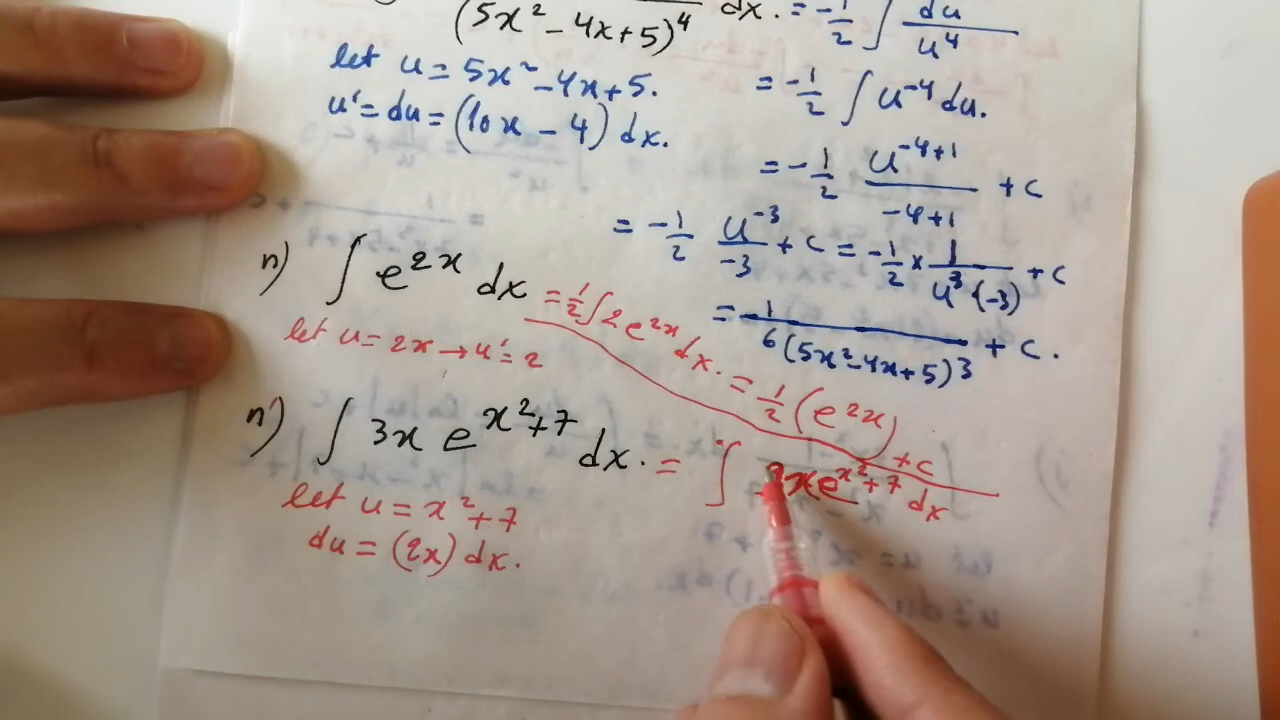 (5x² - 4x+5)⁴ dx. = -1/2 ∫ du/u⁴
let u = 5x² - 4x + 5.
= -1/2 ∫ u⁻⁴ du.
u' = du = (10x - 4) dx.
= -1/2 u⁻⁴⁺¹/-4+1 + c
= -1/2 u⁻³/-3 + c = -1/2 × 1/u³·(-3) + c
= 1/6(5x²-4x+5)³ + c.
n) ∫ e²ˣ dx = 1/2 ∫ 2 e²ˣ dx. = 1/2 (e²ˣ) + c
let u = 2x → u' = 2
n') ∫ 3x e^x²+7 dx. = ∫ 2x e^x²+7 dx
let u = x² + 7
du = (2x) dx.